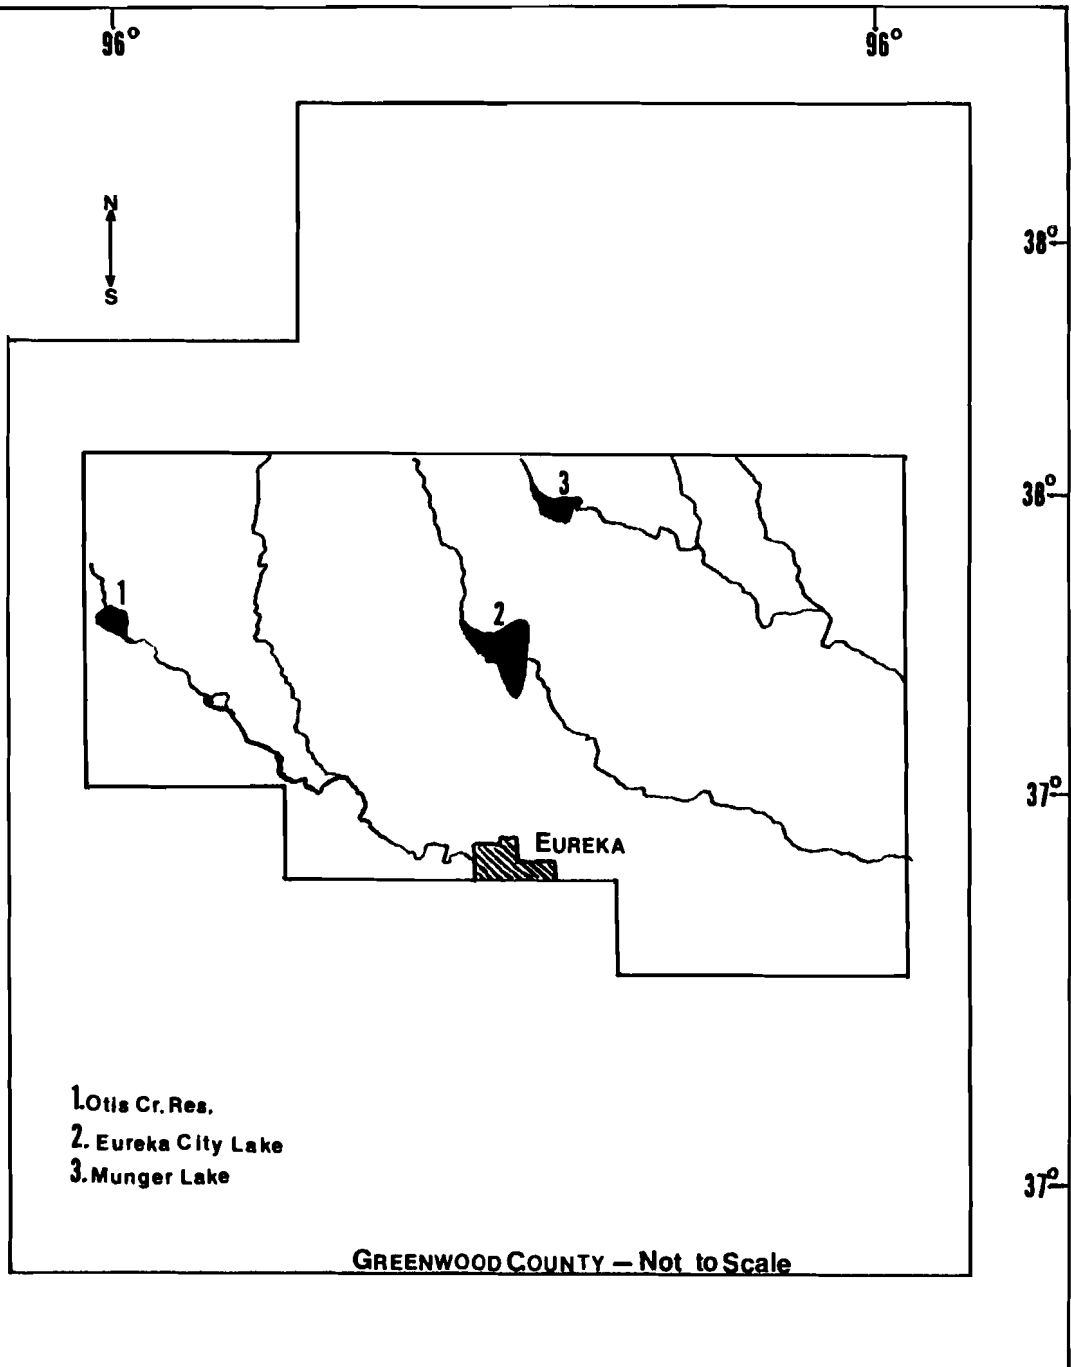 96° 96°
N
S
38°
38°
3
1
2
37°
EUREKA
1. Otis Cr. Res.
2. Eureka City Lake
3. Munger Lake
37°
GREENWOOD COUNTY — Not to Scale